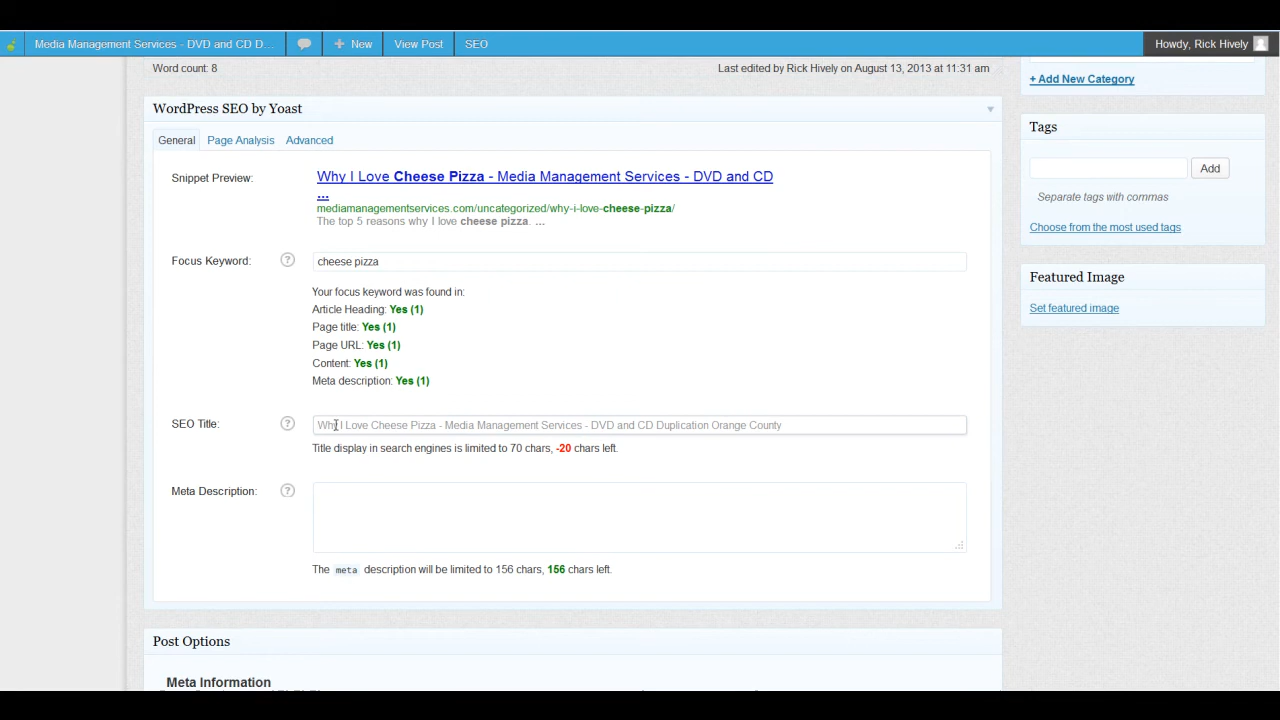 Media Management Services - DVD and CD D... New View Post SEO Howdy, Rick Hively
Word count: 8 Last edited by Rick Hively on August 13, 2013 at 11:31 am
+ Add New Category
WordPress SEO by Yoast
Tags
General Page Analysis Advanced
Add
Snippet Preview: Why I Love Cheese Pizza - Media Management Services - DVD and CD
...
Separate tags with commas
mediamanagementservices.com/uncategorized/why-i-love-cheese-pizza/
The top 5 reasons why I love cheese pizza. ...
Choose from the most used tags
Focus Keyword: ? cheese pizza
Featured Image
Your focus keyword was found in:
Article Heading: Yes (1)
Set featured image
Page title: Yes (1)
Page URL: Yes (1)
Content: Yes (1)
Meta description: Yes (1)
SEO Title: ? Why I Love Cheese Pizza - Media Management Services - DVD and CD Duplication Orange County
Title display in search engines is limited to 70 chars, -20 chars left.
Meta Description: ?
The meta description will be limited to 156 chars, 156 chars left.
Post Options
Meta Information